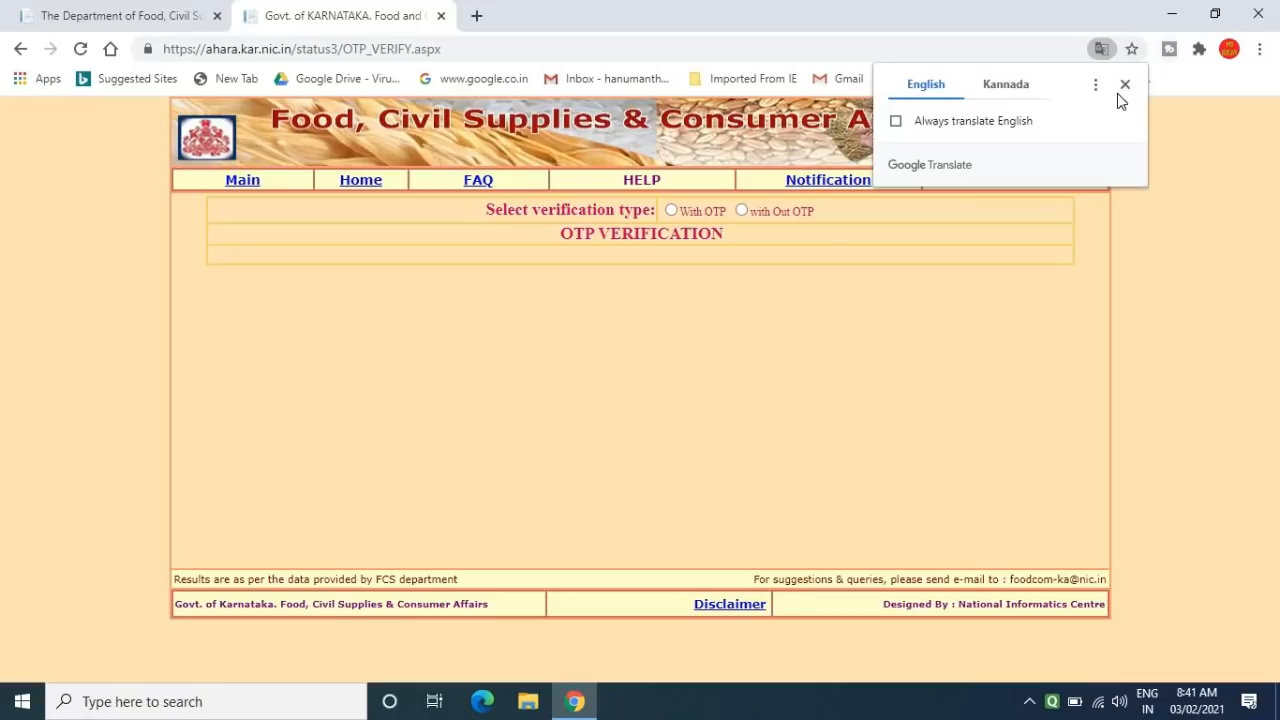 The Department of Food, Civil Su
Govt. of KARNATAKA. Food and C
https://ahara.kar.nic.in/status3/OTP_VERIFY.aspx
Apps
Suggested Sites
New Tab
Google Drive - Viru...
www.google.co.in
Inbox - hanumanth...
Imported From IE
Gmail
English
Kannada
Always translate English
Google Translate
Food, Civil Supplies & Consumer A
Main
Home
FAQ
HELP
Notification
Select verification type:
With OTP
with Out OTP
OTP VERIFICATION
Results are as per the data provided by FCS department
For suggestions & queries, please send e-mail to : foodcom-ka@nic.in
Govt. of Karnataka. Food, Civil Supplies & Consumer Affairs
Disclaimer
Designed By : National Informatics Centre
Type here to search
ENG
IN
8:41 AM
03/02/2021